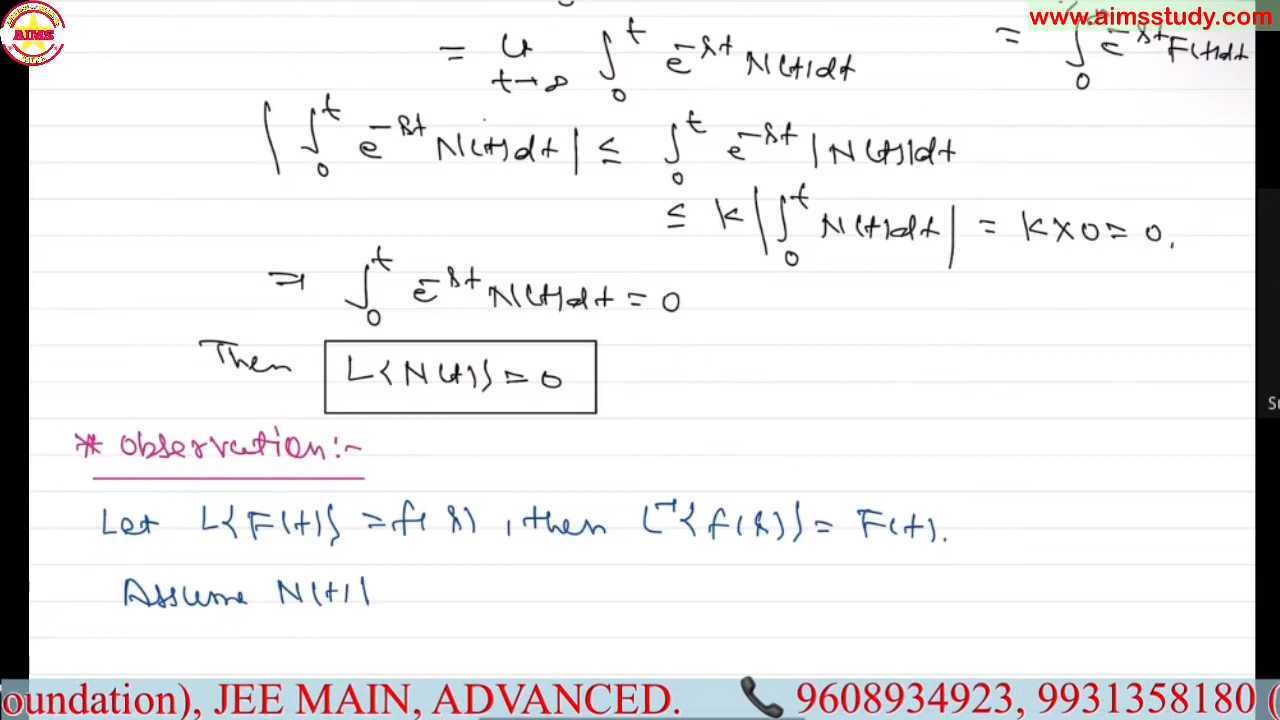 AIMS
www.aimsstudy.com
= Lt t→∞ ∫₀ᵗ e⁻ˢᵗ N(t)dt
= ∫₀ e⁻ˢᵗ F(t)dt
| ∫₀ᵗ e⁻ˢᵗ N(t)dt | ≤ ∫₀ᵗ e⁻ˢᵗ |N(t)|dt
≤ K | ∫₀ᵗ N(t)dt | = K×0 = 0.
⇒ ∫₀ᵗ e⁻ˢᵗ N(t)dt = 0
Then L{N(t)} = 0
* Observation:-
Let L{F(t)} = f(s), then L⁻¹{f(s)} = F(t).
Assume N(t)
oundation), JEE MAIN, ADVANCED. 📞 9608934923, 9931358180 (